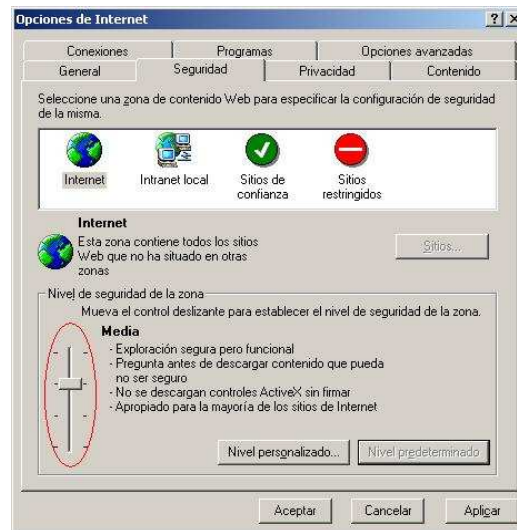 Opciones de Internet
Conexiones Programas Opciones avanzadas
General Seguridad Privacidad Contenido
Seleccione una zona de contenido Web para especificar la configuración de seguridad
de la misma.
Internet Intranet local Sitios de confianza Sitios restringidos
Internet
Esta zona contiene todos los sitios
Web que no ha situado en otras
zonas
Sitios...
Nivel de seguridad de la zona
Mueva el control deslizante para establecer el nivel de seguridad de la zona.
Media
- Exploración segura pero funcional
- Pregunta antes de descargar contenido que pueda
no ser seguro
- No se descargan controles ActiveX sin firmar
- Apropiado para la mayoría de los sitios de Internet
Nivel personalizado... Nivel predeterminado
Aceptar Cancelar Aplicar